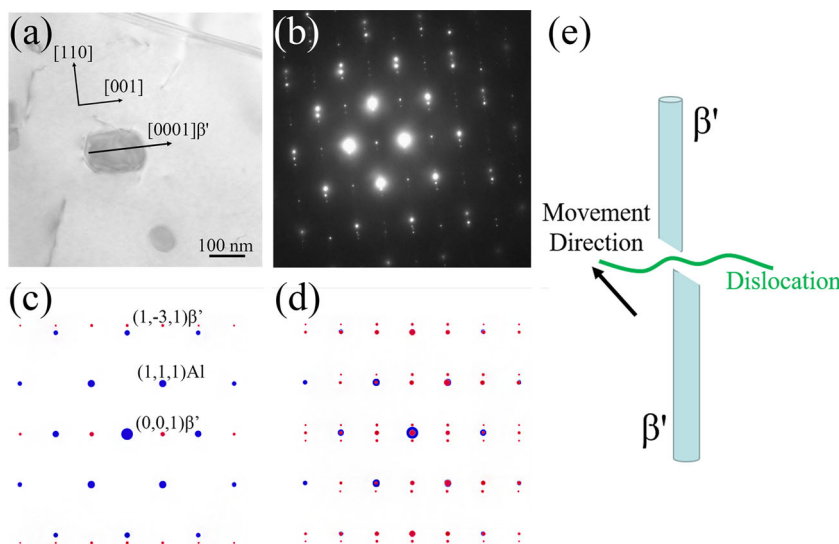 (a)
[110]
[001]
[0001]β'
100 nm
(b)
(c)
(1,-3,1)β’
(1,1,1)Al
(0,0,1)β’
(d)
(e)
β'
Movement
Direction
Dislocation
β'